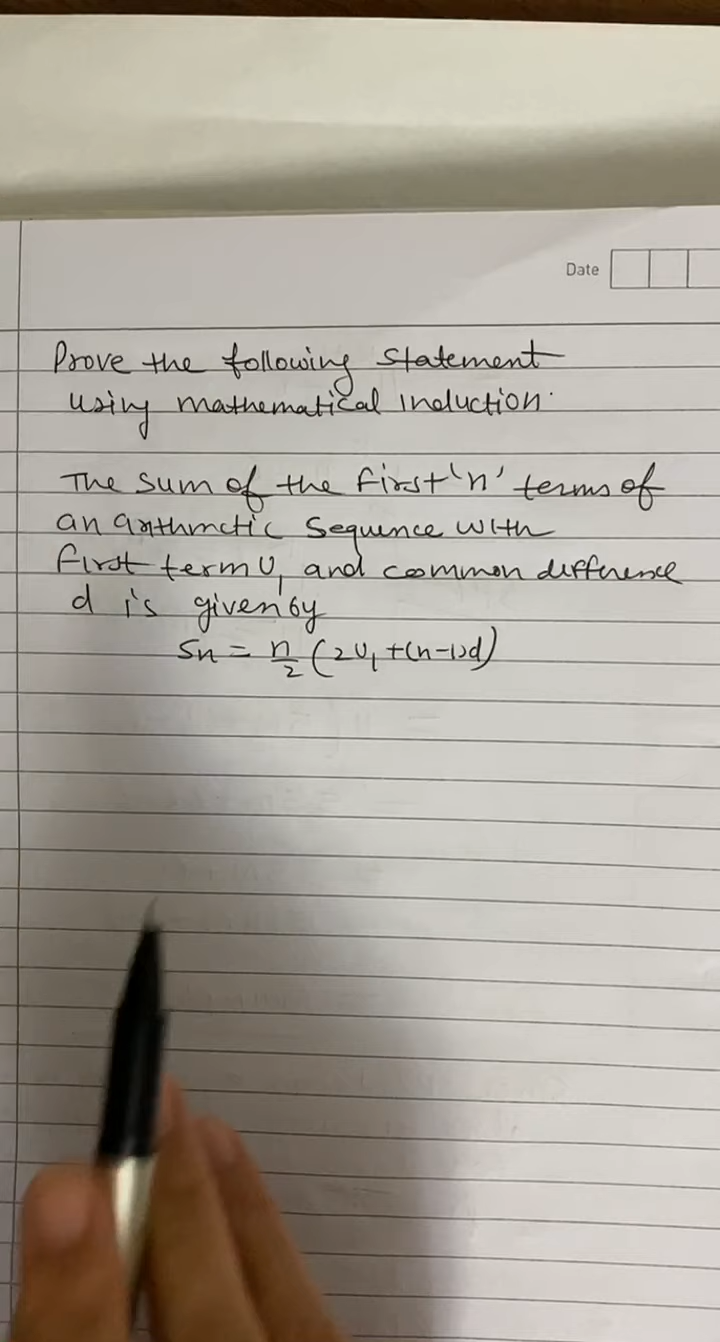 Date
Prove the following statement
using mathematical induction.
The sum of the first 'n' terms of
an arithmetic sequence with
first term U₁ and common difference
d is given by
Sn = n/2 (2U₁ + (n-1)d)